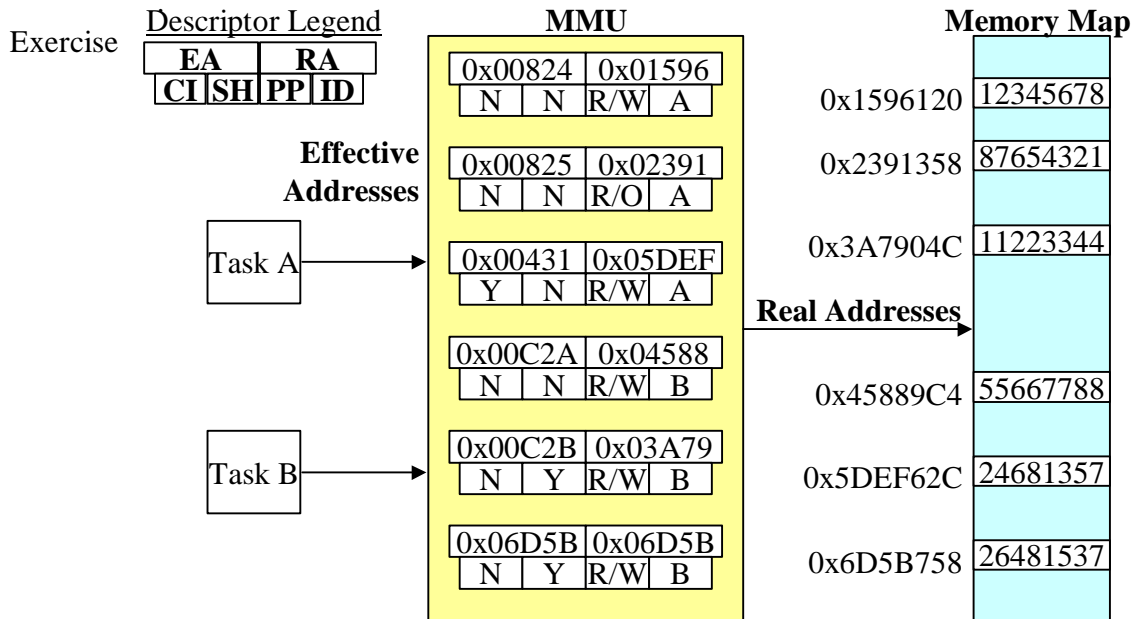 Exercise
Descriptor Legend
EA RA
CI SH PP ID
Effective
Addresses
Task A
Task B
MMU
0x00824 0x01596
N N R/W A
0x00825 0x02391
N N R/O A
0x00431 0x05DEF
Y N R/W A
0x00C2A 0x04588
N N R/W B
0x00C2B 0x03A79
N Y R/W B
0x06D5B 0x06D5B
N Y R/W B
Real Addresses
Memory Map
0x1596120 12345678
0x2391358 87654321
0x3A7904C 11223344
0x45889C4 55667788
0x5DEF62C 24681357
0x6D5B758 26481537